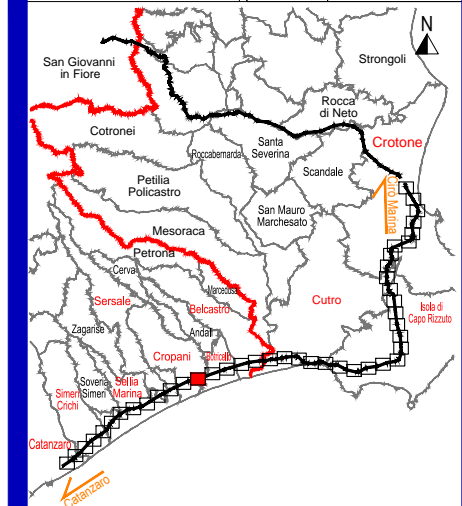 N
Strongoli
San Giovanni
in Fiore
Rocca
di Neto
Cotronei
Crotone
Santa
Severina
Roccabernarda
Scandale
Petilia
Policastro
Cirò Marina
San Mauro
Marchesato
Mesoraca
Petrona
Cerva
Marcedusa
Sersale
Belcastro
Cutro
Isola di
Capo Rizzuto
Zagarise
Andali
Cropani
Botricello
Soveria
Simeri
Sellia
Marina
Simeri
Crichi
Catanzaro
Catanzaro